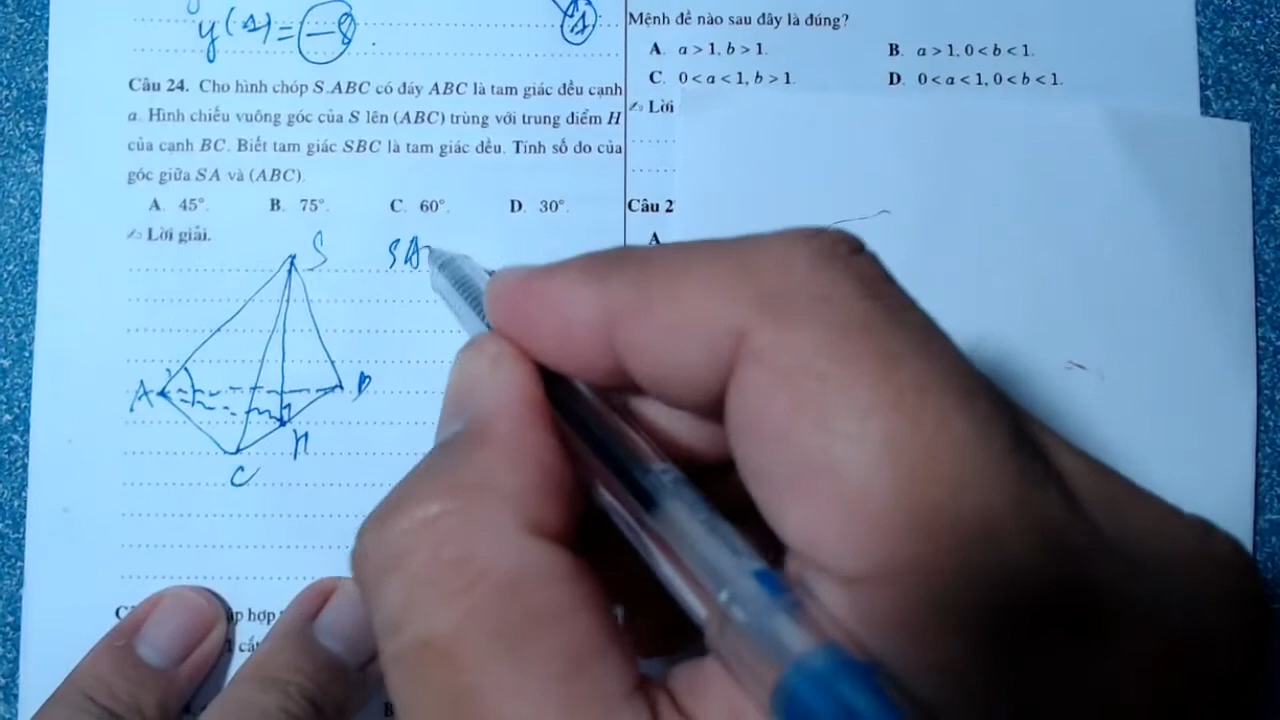 y(1) = -8.
Câu 24. Cho hình chóp S.ABC có đáy ABC là tam giác đều cạnh
a. Hình chiếu vuông góc của S lên (ABC) trùng với trung điểm H
của cạnh BC. Biết tam giác SBC là tam giác đều. Tính số đo của
góc giữa SA và (ABC).
A. 45°. B. 75°. C. 60°. D. 30°.
Lời giải.
S
SA
A
B
H
C
ập hợp
Mệnh đề nào sau đây là đúng?
A. a > 1, b > 1. B. a > 1, 0 < b < 1.
C. 0 < a < 1, b > 1. D. 0 < a < 1, 0 < b < 1.
Lời
Câu 2
A
B